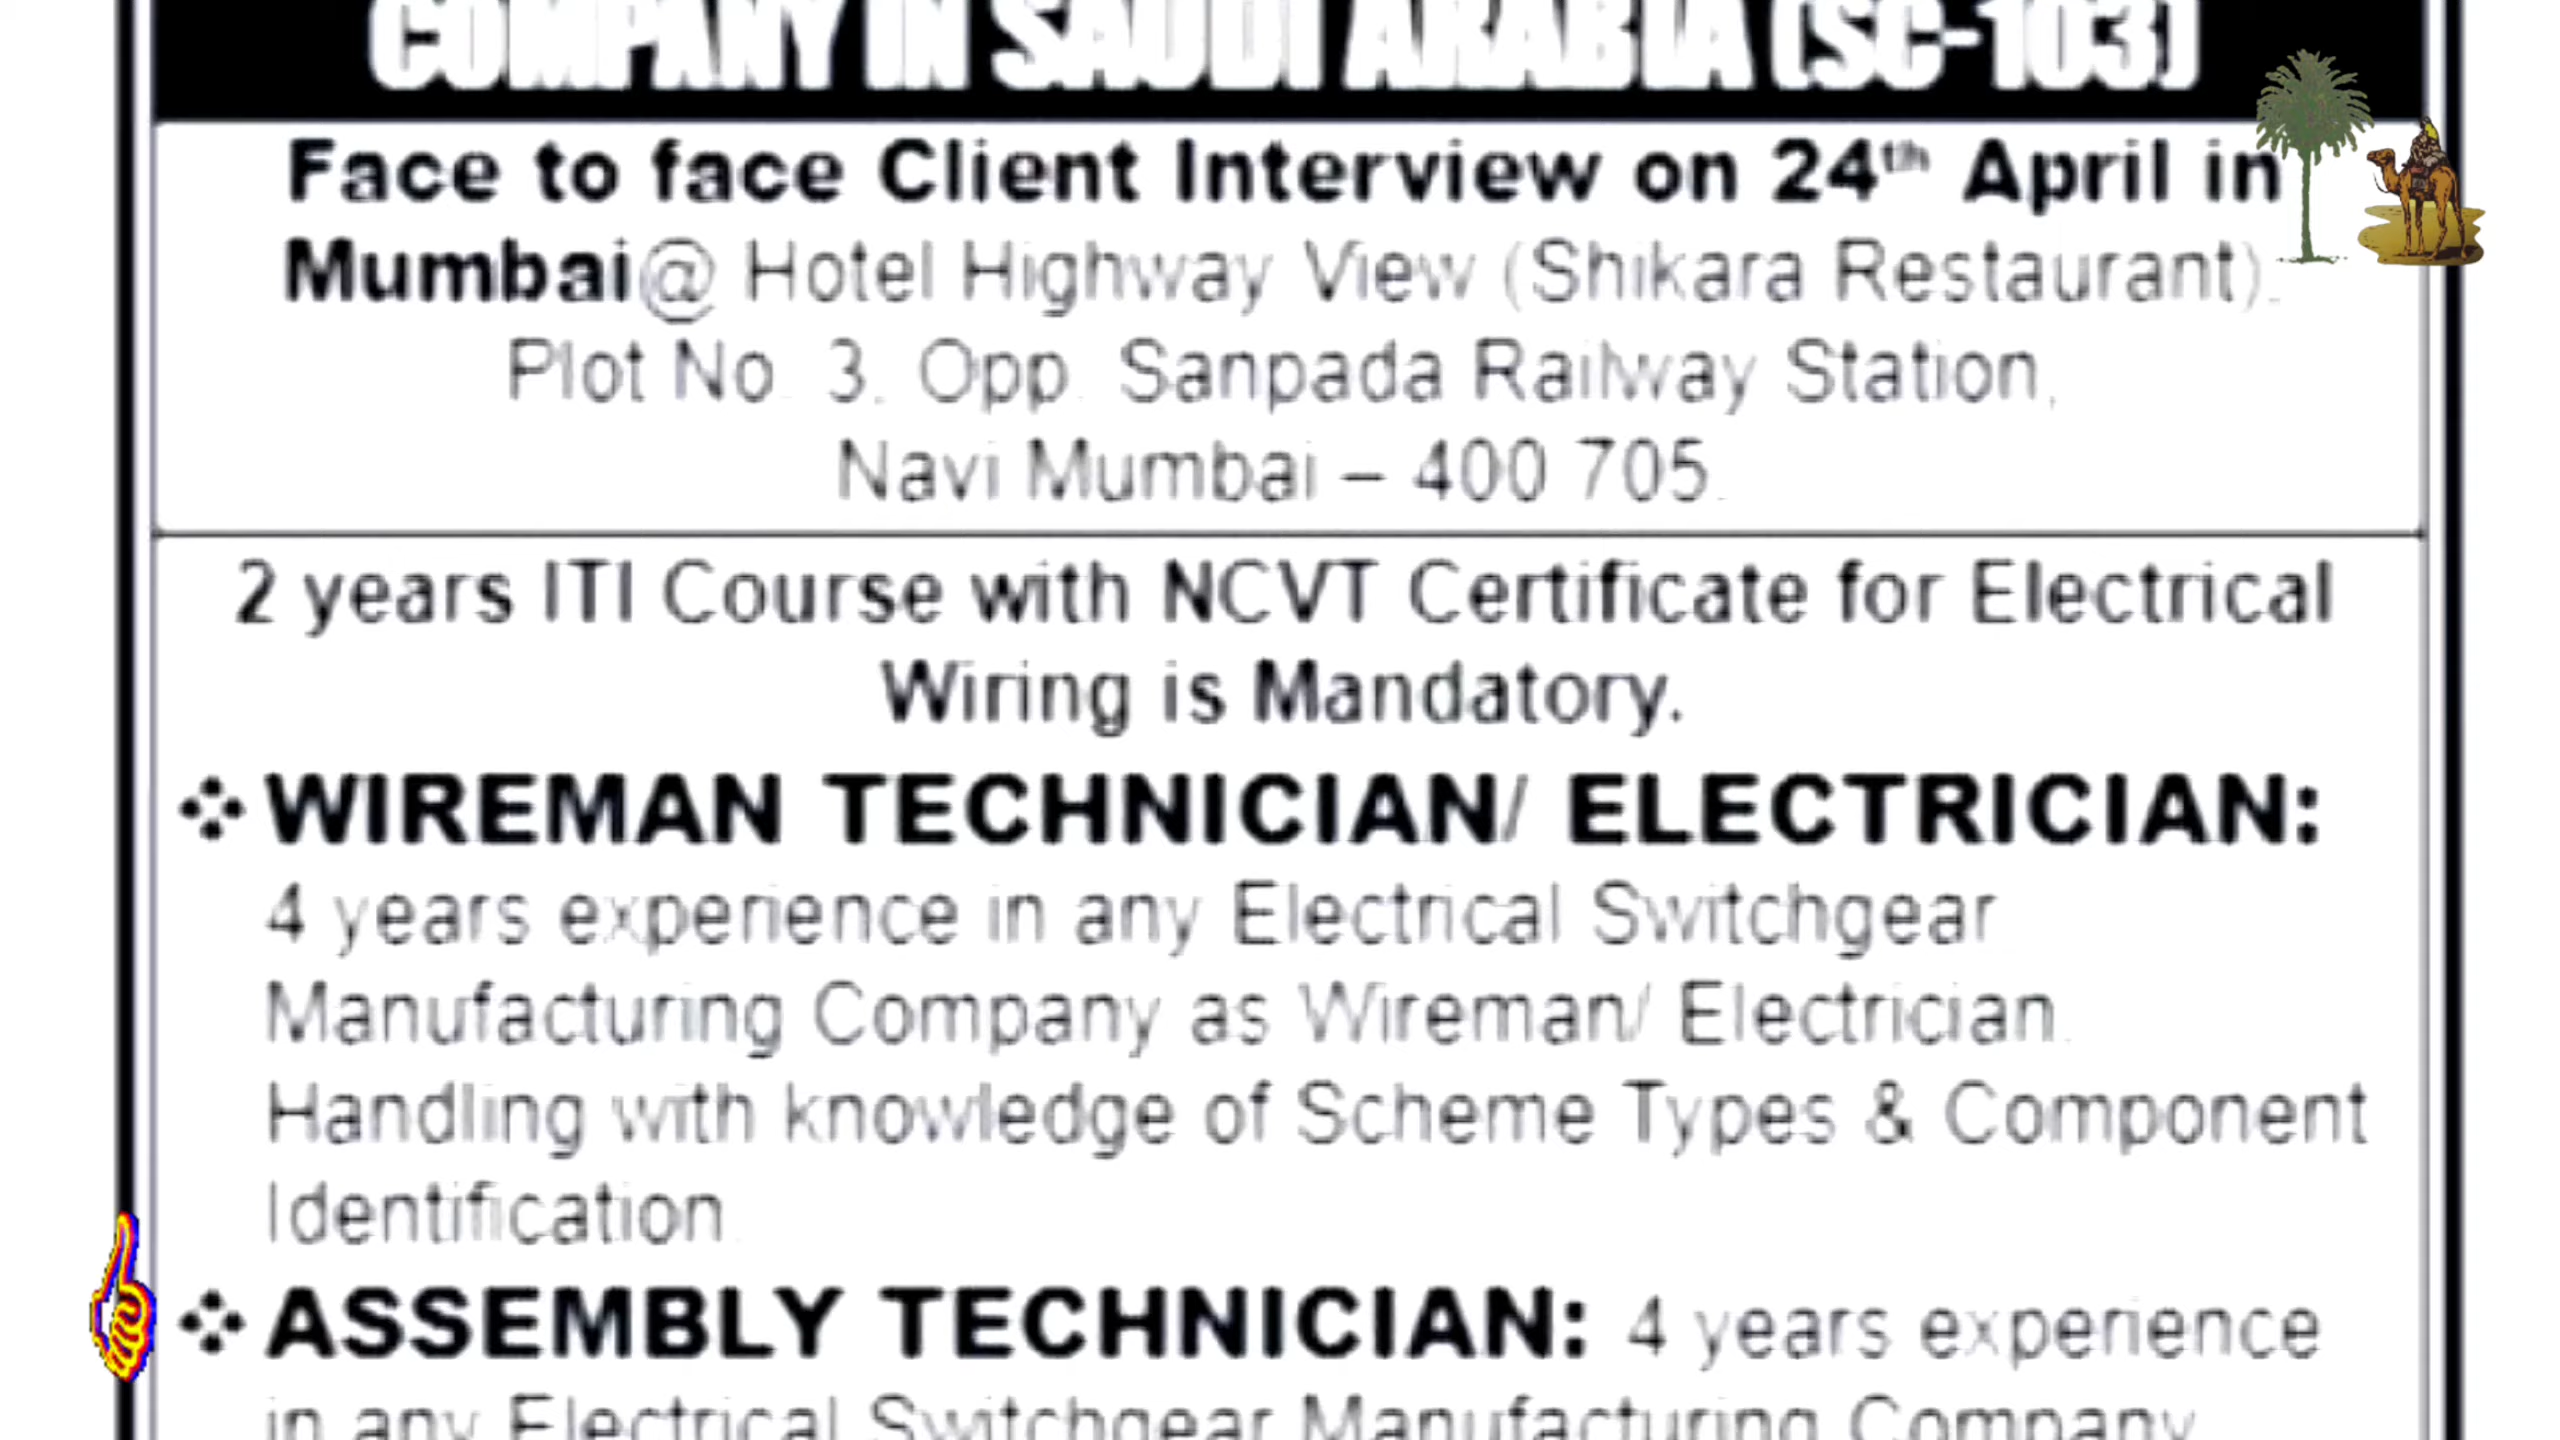 COMPANY IN SAUDI ARABIA (SC-103)
Face to face Client Interview on 24th April in
Mumbai@ Hotel Highway View (Shikara Restaurant).
Plot No. 3. Opp. Sanpada Railway Station,
Navi Mumbai – 400 705.
2 years ITI Course with NCVT Certificate for Electrical
Wiring is Mandatory.
❖ WIREMAN TECHNICIAN/ ELECTRICIAN:
4 years experience in any Electrical Switchgear
Manufacturing Company as Wireman/ Electrician.
Handling with knowledge of Scheme Types & Component
Identification.
❖ ASSEMBLY TECHNICIAN: 4 years experience
in any Electrical Switchgear Manufacturing Company